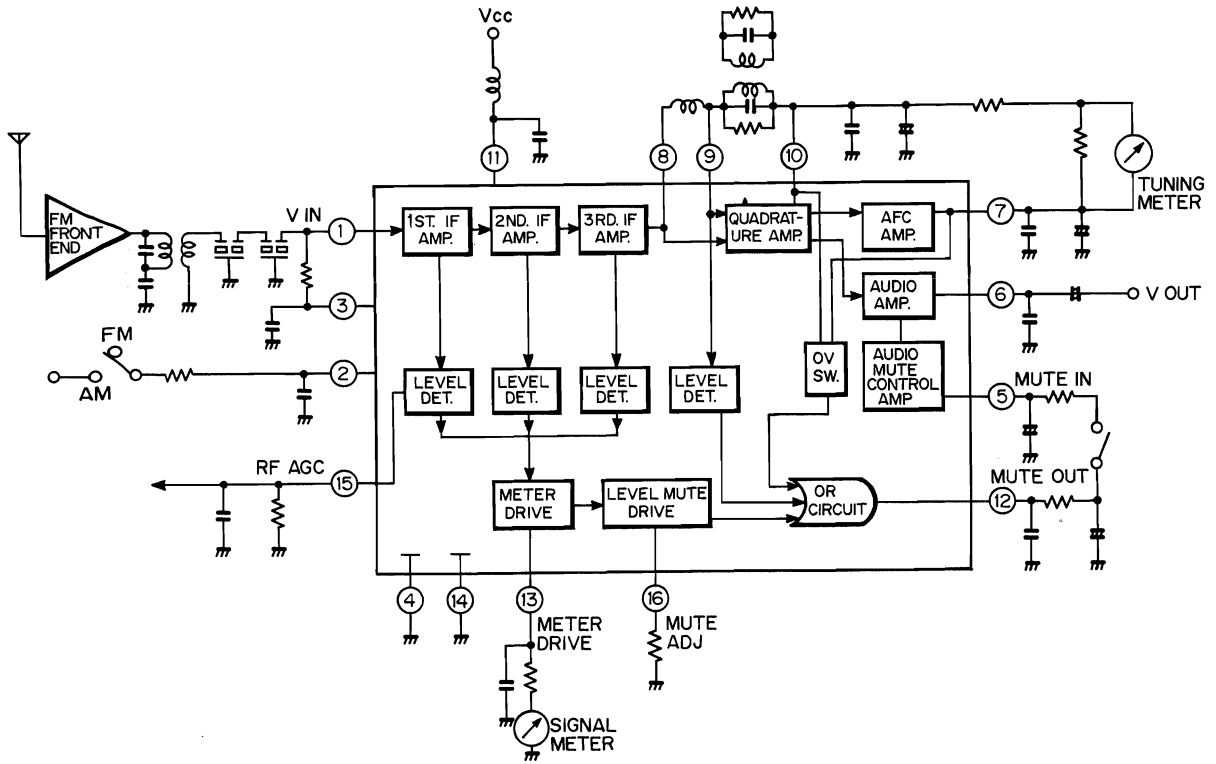 Vcc
11
8
9
10
FM
FRONT
END
V IN
1
1ST. IF
AMP.
2ND. IF
AMP.
3RD. IF
AMP.
QUADRAT-
URE AMP.
AFC
AMP.
7
TUNING
METER
3
AUDIO
AMP.
6
V OUT
FM
AM
2
LEVEL
DET.
LEVEL
DET.
LEVEL
DET.
LEVEL
DET.
OV
SW.
AUDIO
MUTE
CONTROL
AMP
5
MUTE IN
RF AGC
15
METER
DRIVE
LEVEL MUTE
DRIVE
OR
CIRCUIT
MUTE OUT
12
4
14
13
16
METER
DRIVE
MUTE
ADJ
SIGNAL
METER